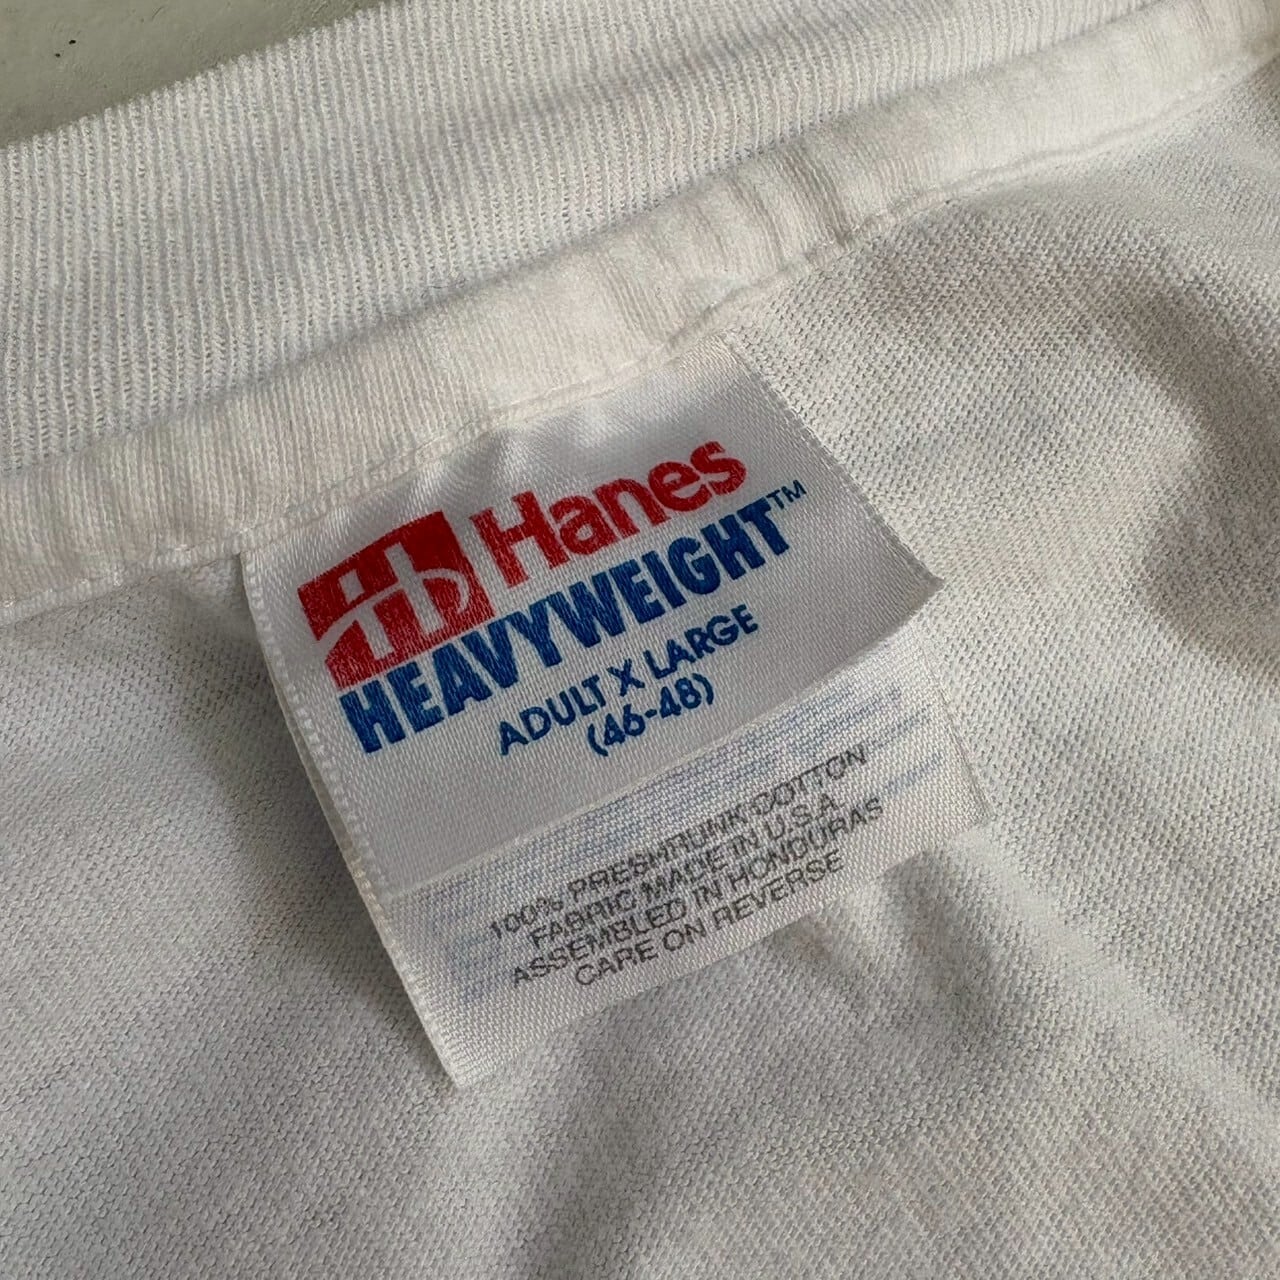 Hanes
HEAVYWEIGHT™
ADULT X LARGE
(46-48)
100% PRESHRUNK COTTON
FABRIC MADE IN U.S.A.
ASSEMBLED IN HONDURAS
CARE ON REVERSE